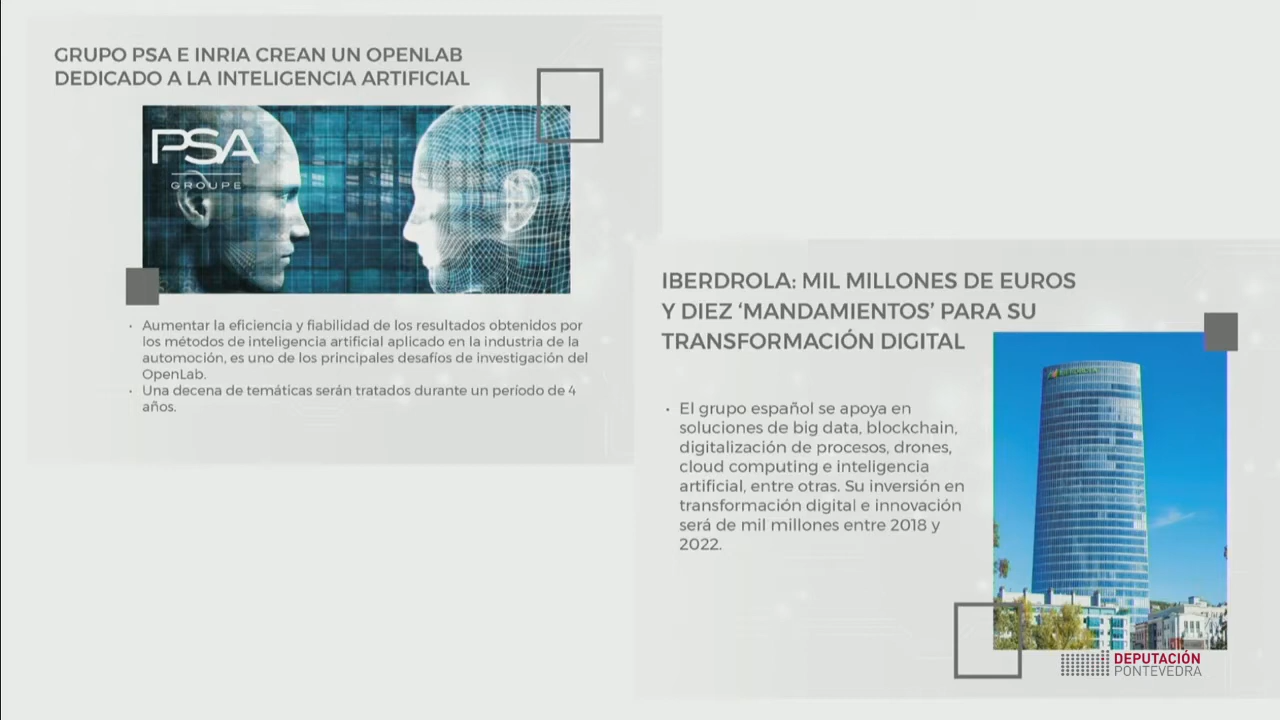 GRUPO PSA E INRIA CREAN UN OPENLAB
DEDICADO A LA INTELIGENCIA ARTIFICIAL
PSA
GROUPE
• Aumentar la eficiencia y fiabilidad de los resultados obtenidos por
los métodos de inteligencia artificial aplicado en la industria de la
automoción, es uno de los principales desafíos de investigación del
OpenLab.
• Una decena de temáticas serán tratados durante un período de 4
años.
IBERDROLA: MIL MILLONES DE EUROS
Y DIEZ ‘MANDAMIENTOS’ PARA SU
TRANSFORMACIÓN DIGITAL
• El grupo español se apoya en
soluciones de big data, blockchain,
digitalización de procesos, drones,
cloud computing e inteligencia
artificial, entre otras. Su inversión en
transformación digital e innovación
será de mil millones entre 2018 y
2022.
DEPUTACIÓN
PONTEVEDRA